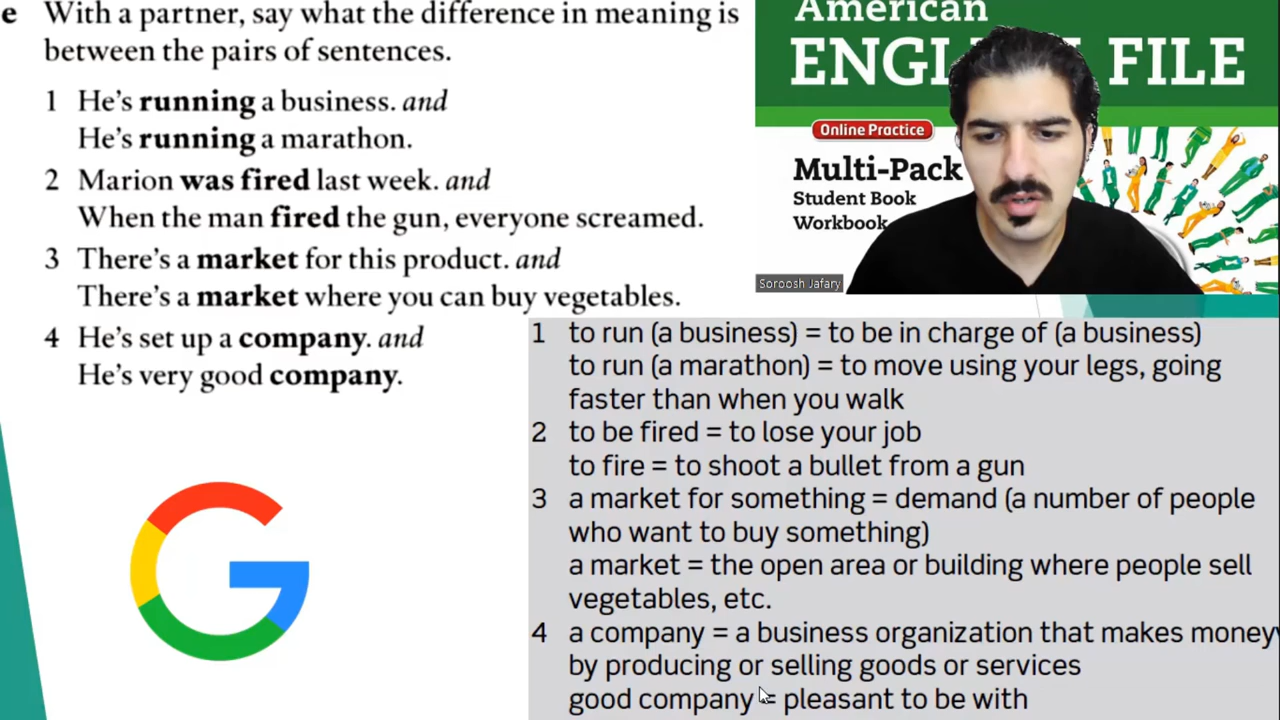 e With a partner, say what the difference in meaning is
between the pairs of sentences.
1 He's running a business. and
He's running a marathon.
2 Marion was fired last week. and
When the man fired the gun, everyone screamed.
3 There's a market for this product. and
There's a market where you can buy vegetables.
4 He's set up a company. and
He's very good company.
American
FILE
Online Practice
Multi-Pack
Student Book
Workbook
Soroosh Jafary
1 to run (a business) = to be in charge of (a business)
to run (a marathon) = to move using your legs, going
faster than when you walk
2 to be fired = to lose your job
to fire = to shoot a bullet from a gun
3 a market for something = demand (a number of people
who want to buy something)
a market = the open area or building where people sell
vegetables, etc.
4 a company = a business organization that makes money
by producing or selling goods or services
good company = pleasant to be with